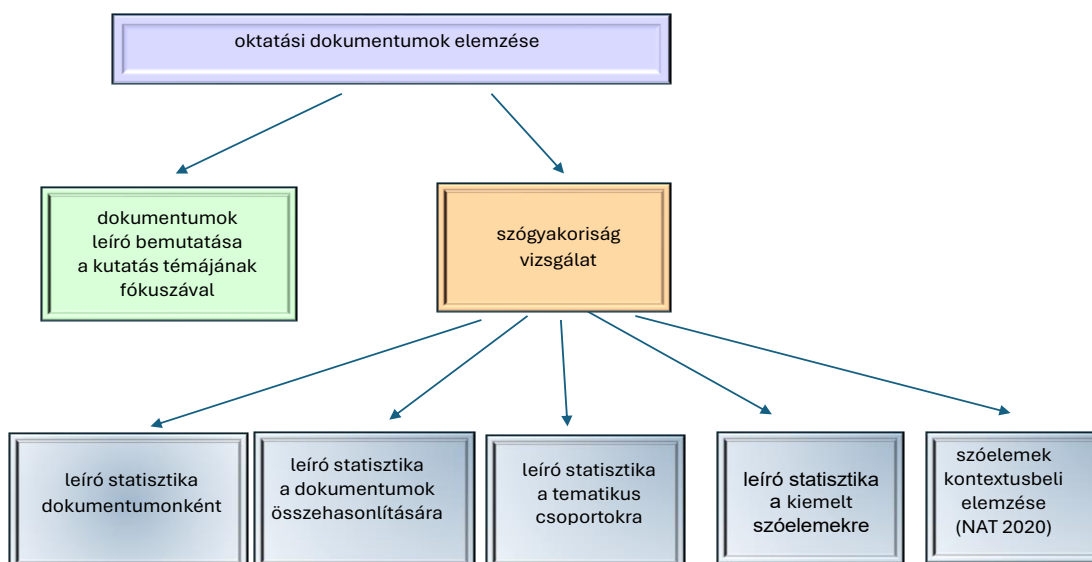 oktatási dokumentumok elemzése
dokumentumok
leíró bemutatása
a kutatás témájának
fókuszával
szógyakoriság
vizsgálat
leíró statisztika
dokumentumonként
leíró statisztika
a dokumentumok
összehasonlítására
leíró statisztika
a tematikus
csoportokra
leíró statisztika
a kiemelt
szóelemekre
szóelemek
kontextusbeli
elemzése
(NAT 2020)